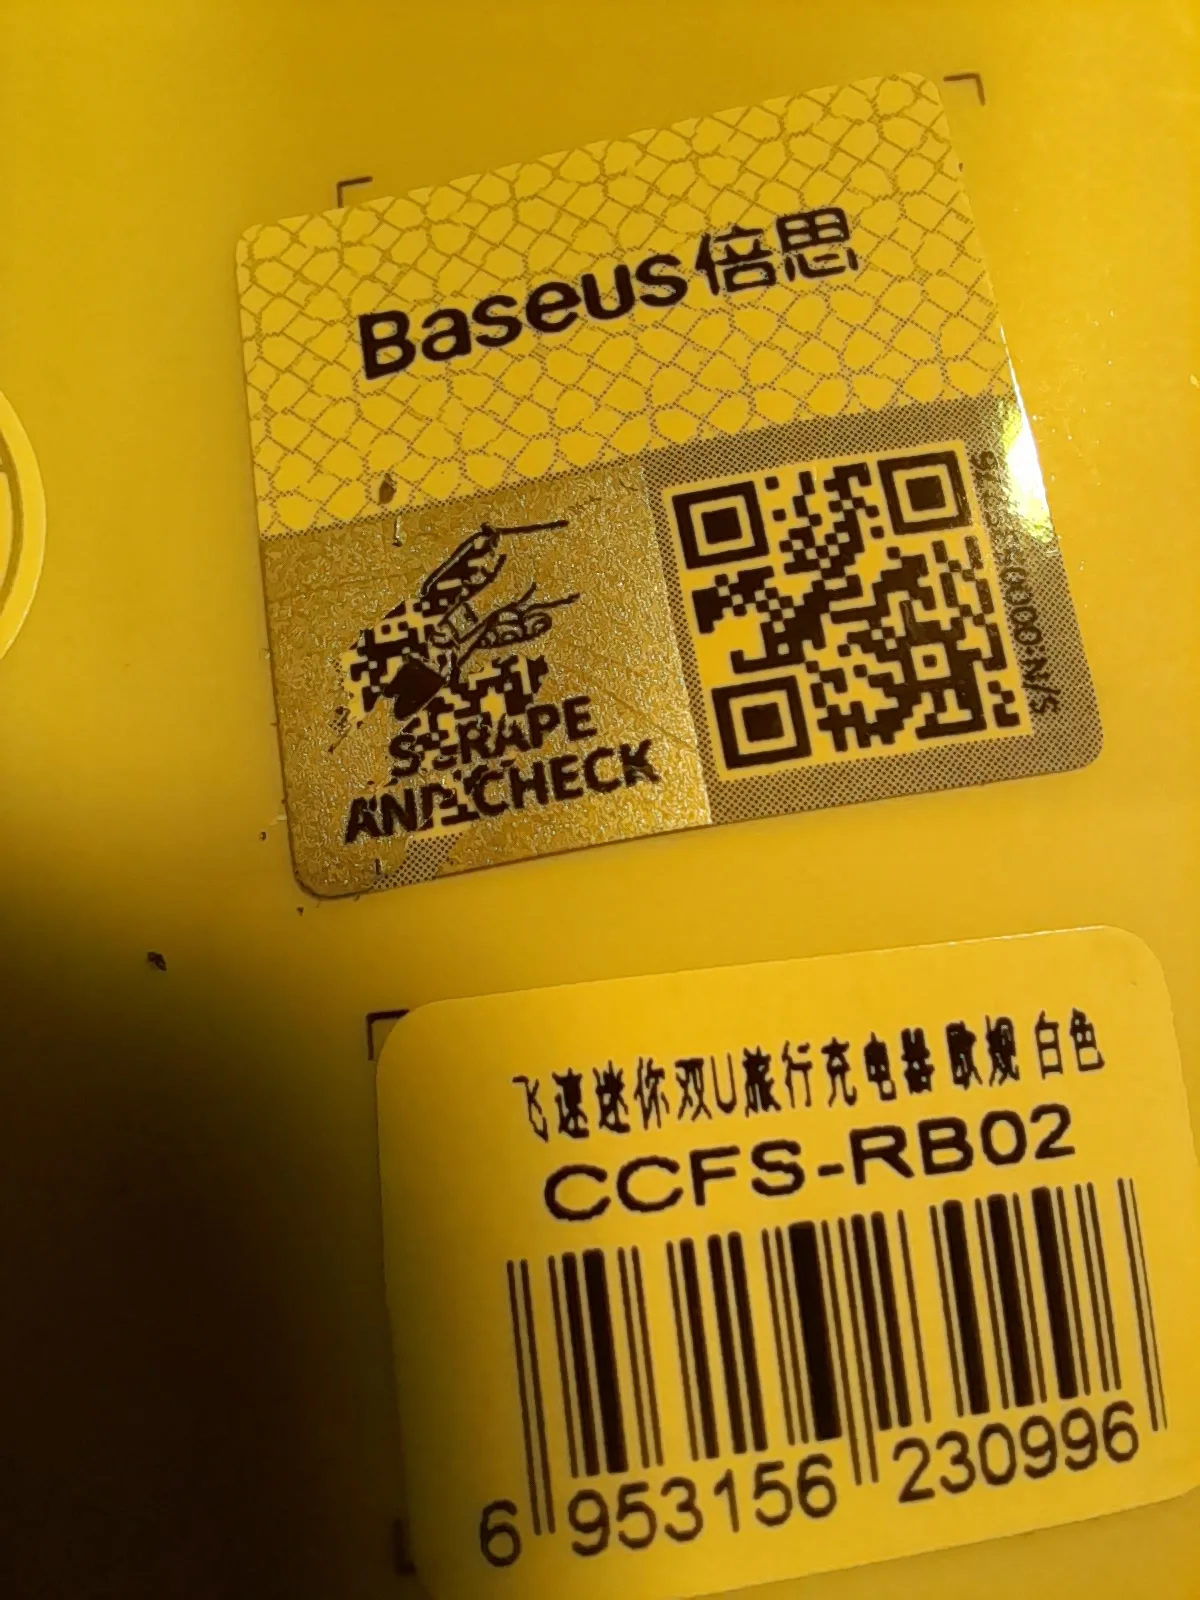 Baseus倍思
SCRAPE
AND CHECK
飞速迷你双U旅行充电器 欧规 白色
CCFS-RB02
6 953156 230996